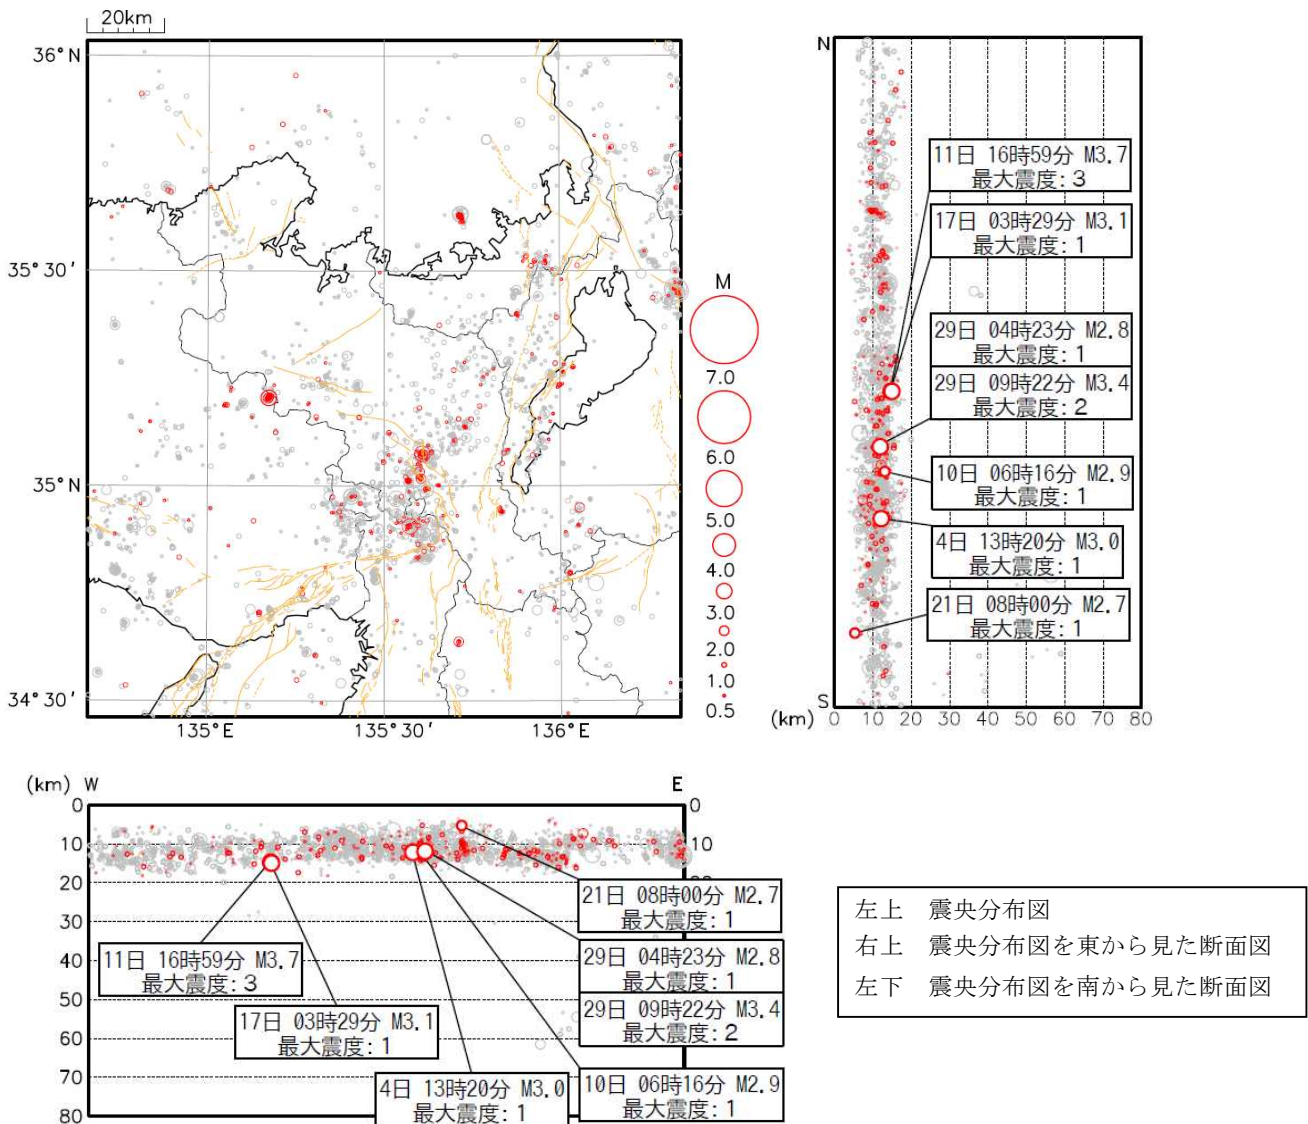 20km
36°N
35°30′
35°N
34°30′
135°E
135°30′
136°E
M
7.0
6.0
5.0
4.0
3.0
2.0
1.0
0.5
N
11日 16時59分 M3.7
最大震度:3
17日 03時29分 M3.1
最大震度:1
29日 04時23分 M2.8
最大震度:1
29日 09時22分 M3.4
最大震度:2
10日 06時16分 M2.9
最大震度:1
4日 13時20分 M3.0
最大震度:1
21日 08時00分 M2.7
最大震度:1
S
(km) 0 10 20 30 40 50 60 70 80
(km) W
E
0
10
20
30
40
50
60
70
80
0
10
21日 08時00分 M2.7
最大震度:1
29日 04時23分 M2.8
最大震度:1
29日 09時22分 M3.4
最大震度:2
11日 16時59分 M3.7
最大震度:3
17日 03時29分 M3.1
最大震度:1
4日 13時20分 M3.0
最大震度:1
10日 06時16分 M2.9
最大震度:1
左上 震央分布図
右上 震央分布図を東から見た断面図
左下 震央分布図を南から見た断面図